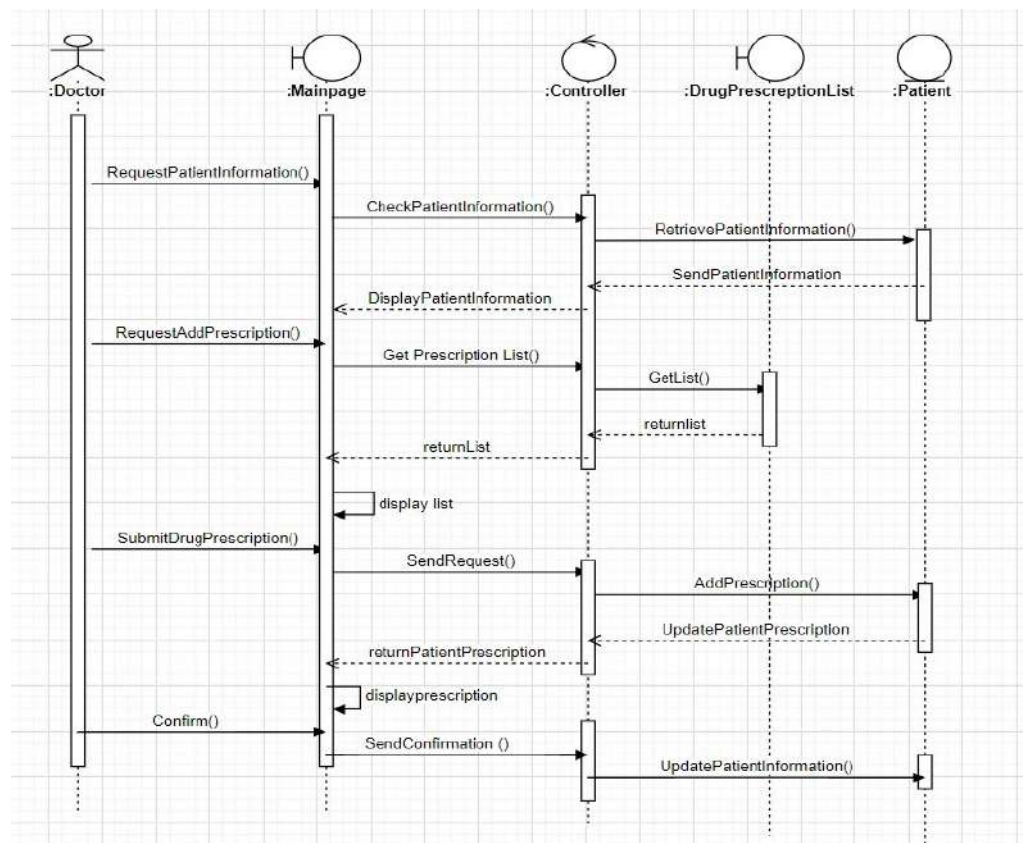 :Doctor
:Mainpage
:Controller
:DrugPrescreptionList
:Patient
RequestPatientInformation()
CheckPatientInformation()
RetrievePatientInformation()
SendPatientInformation
DisplayPatientInformation
RequestAddPrescription()
Get Prescription List()
GetList()
returnlist
returnList
display list
SubmitDrugPrescription()
SendRequest()
AddPrescription()
UpdatePatientPrescription
returnPatientPrescription
displayprescription
Confirm()
SendConfirmation ()
UpdatePatientInformation()